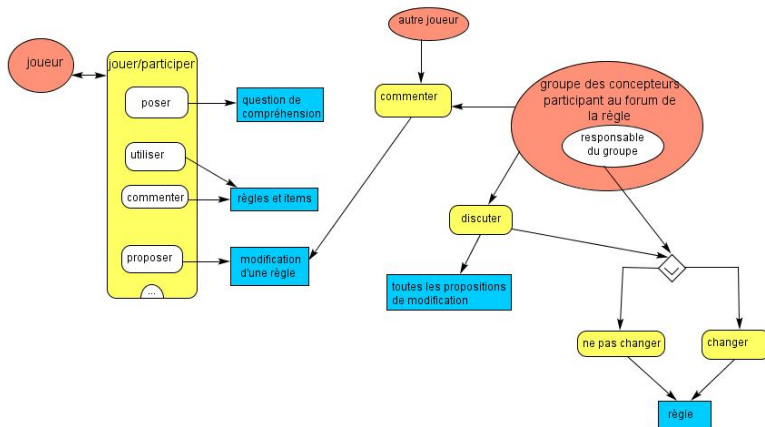 autre joueur
joueur
jouer/participer
poser
question de
compréhension
utiliser
commenter
règles et items
proposer
modification
d'une règle
...
commenter
groupe des concepteurs
participant au forum de
la règle
responsable
du groupe
discuter
toutes les propositions
de modification
ne pas changer
changer
règle